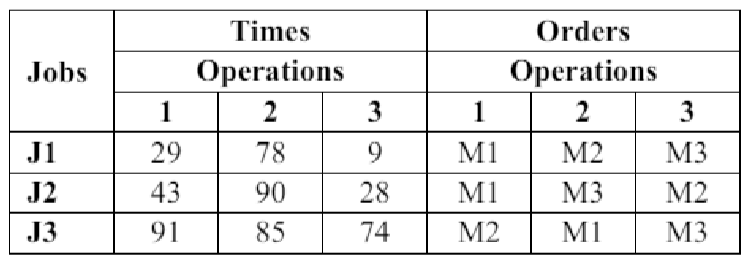 Times Orders
Jobs Operations Operations
1 2 3 1 2 3
J1 29 78 9 M1 M2 M3
J2 43 90 28 M1 M3 M2
J3 91 85 74 M2 M1 M3